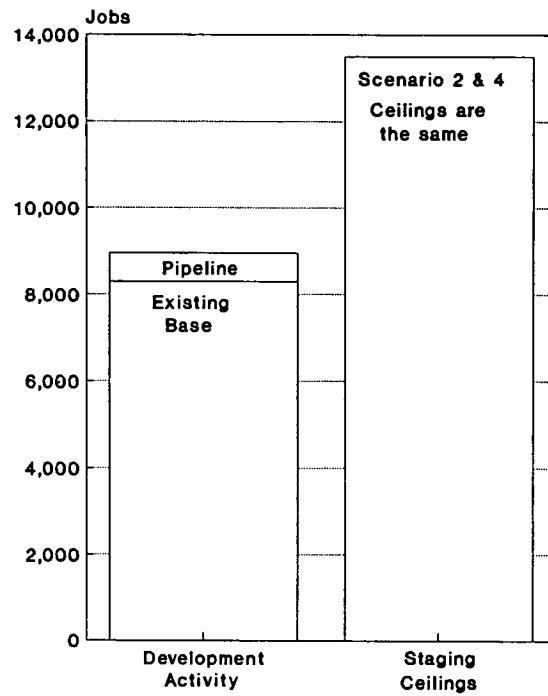 Jobs
14,000
12,000
10,000
8,000
6,000
4,000
2,000
0
Scenario 2 & 4
Ceilings are
the same
Pipeline
Existing
Base
Development
Activity
Staging
Ceilings